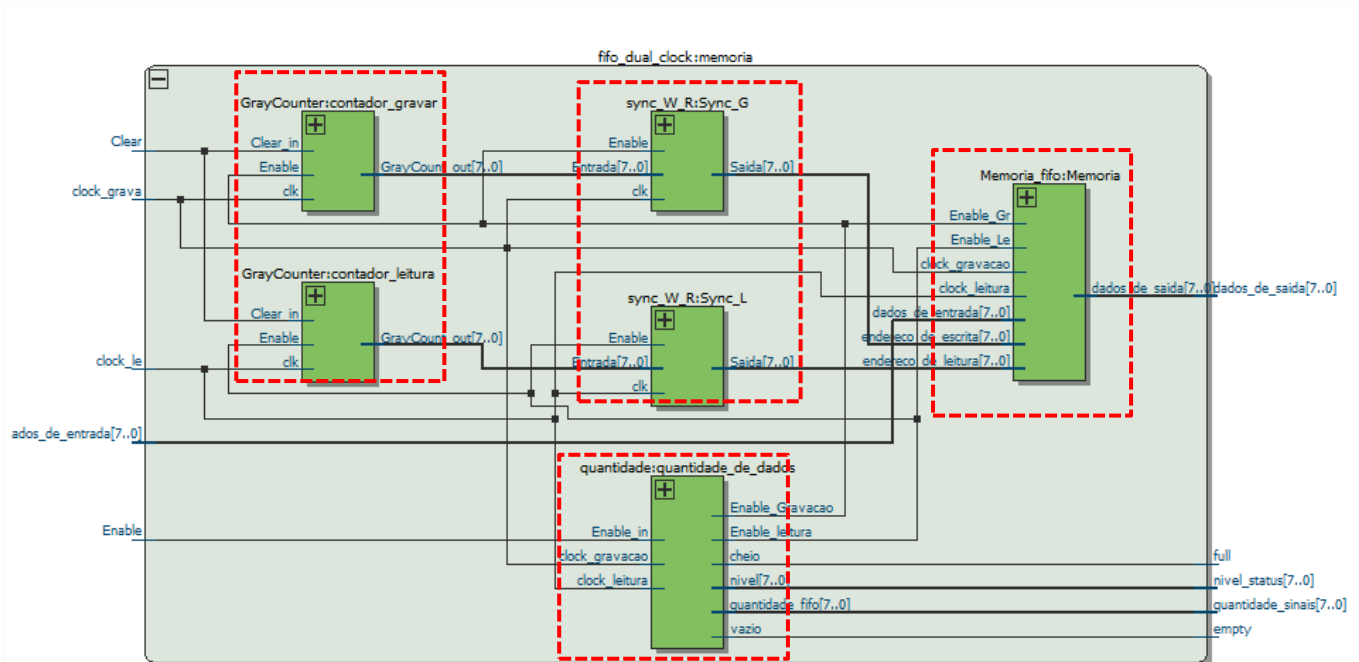 fifo_dual_clock:memoria
GrayCounter:contador_gravar
Clear_in
Enable
clk
GrayCount_out[7..0]
sync_W_R:Sync_G
Enable
Entrada[7..0]
clk
Saida[7..0]
Clear
clock_grava
Memoria_fifo:Memoria
Enable_Gr
Enable_Le
clock_gravacao
clock_leitura
dados_de_entrada[7..0]
endereco_de_escrita[7..0]
endereco_de_leitura[7..0]
dados_de_saida[7..0]
dados_de_saida[7..0]
GrayCounter:contador_leitura
Clear_in
Enable
clk
GrayCount_out[7..0]
sync_W_R:Sync_L
Enable
Entrada[7..0]
clk
Saida[7..0]
clock_le
ados_de_entrada[7..0]
quantidade:quantidade_de_dados
Enable_in
clock_gravacao
clock_leitura
Enable_Gravacao
Enable_leitura
cheio
nivel[7..0]
quantidade_fifo[7..0]
vazio
Enable
full
nivel_status[7..0]
quantidade_sinais[7..0]
empty